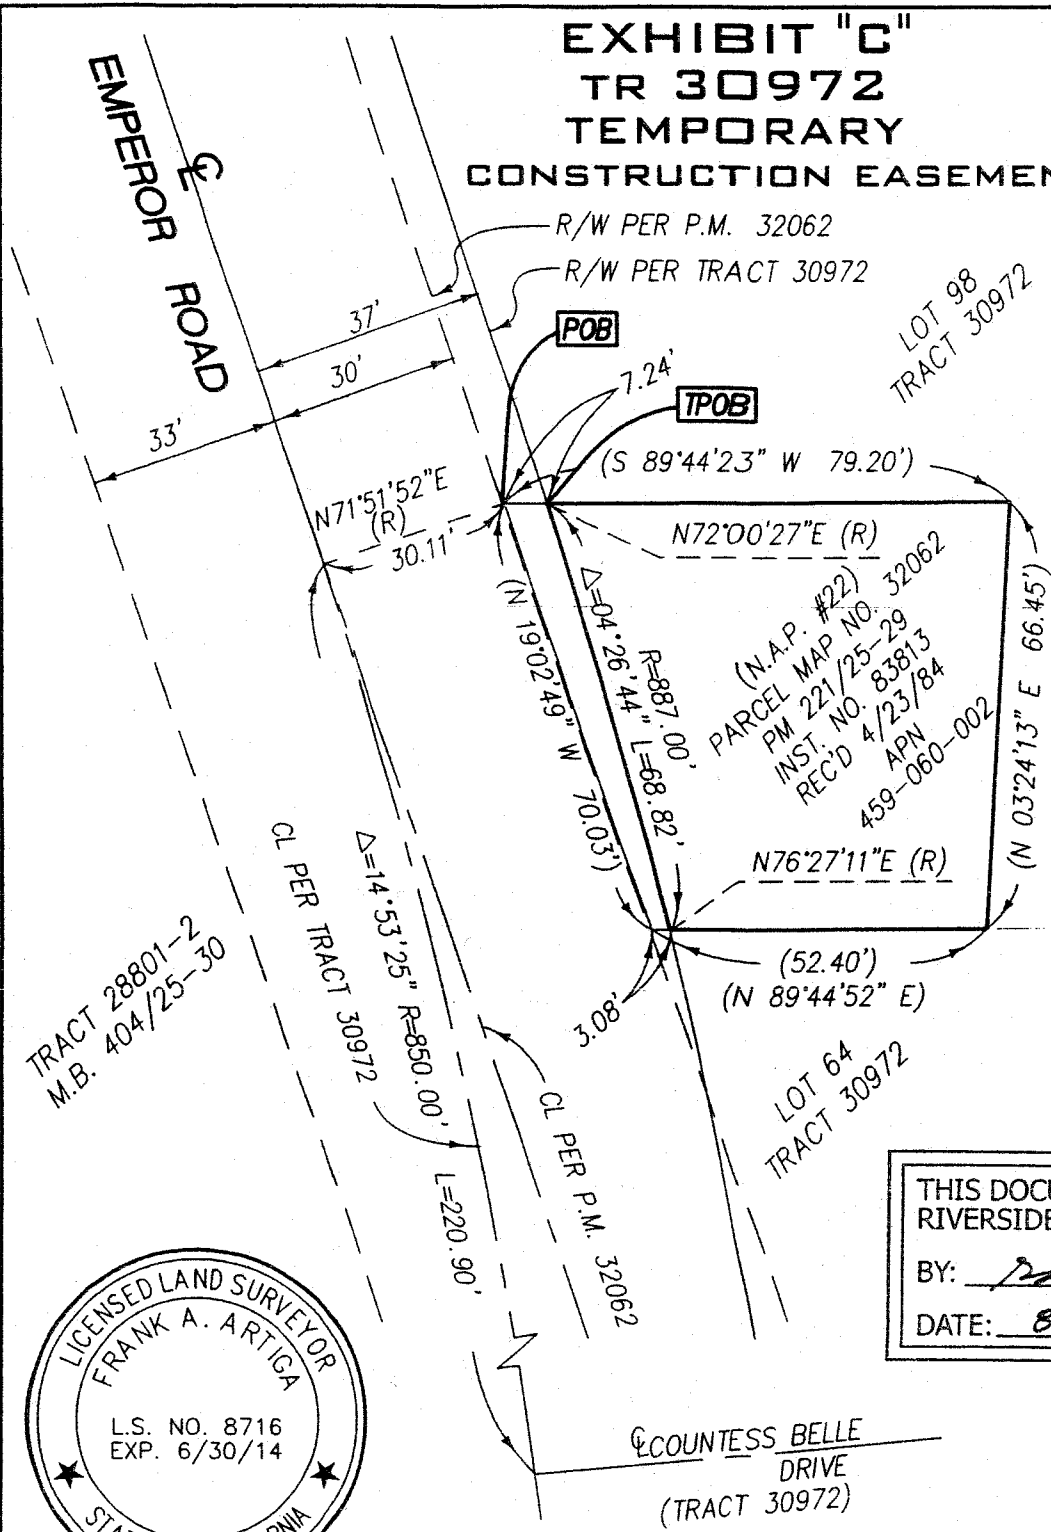 EXHIBIT "C"
TR 30972
TEMPORARY
CONSTRUCTION EASEMEN
EMPEROR ROAD
℄
R/W PER P.M. 32062
R/W PER TRACT 30972
POB
TPOB
37'
30'
33'
7.24'
LOT 98
TRACT 30972
(S 89°44'23" W 79.20')
N71°51'52"E
(R)
30.11'
N72°00'27"E (R)
(N 19°02'49" W 70.03')
Δ=04°26'44" L=68.82'
R=887.00'
(N.A.P. #22)
PARCEL MAP NO. 32062
PM 221/25-29
INST. NO. 83813
REC'D 4/23/84
APN
459-060-002
(N 03°24'13" E 66.45')
N76°27'11"E (R)
(52.40')
(N 89°44'52" E)
3.08'
CL PER TRACT 30972
Δ=14°53'25" R=850.00'
L=220.90'
CL PER P.M. 32062
TRACT 28801-2
M.B. 404/25-30
LOT 64
TRACT 30972
THIS DOCU
RIVERSIDE
BY:
DATE: 8
LICENSED LAND SURVEYOR
FRANK A. ARTIGA
L.S. NO. 8716
EXP. 6/30/14
℄COUNTESS BELLE
DRIVE
(TRACT 30972)